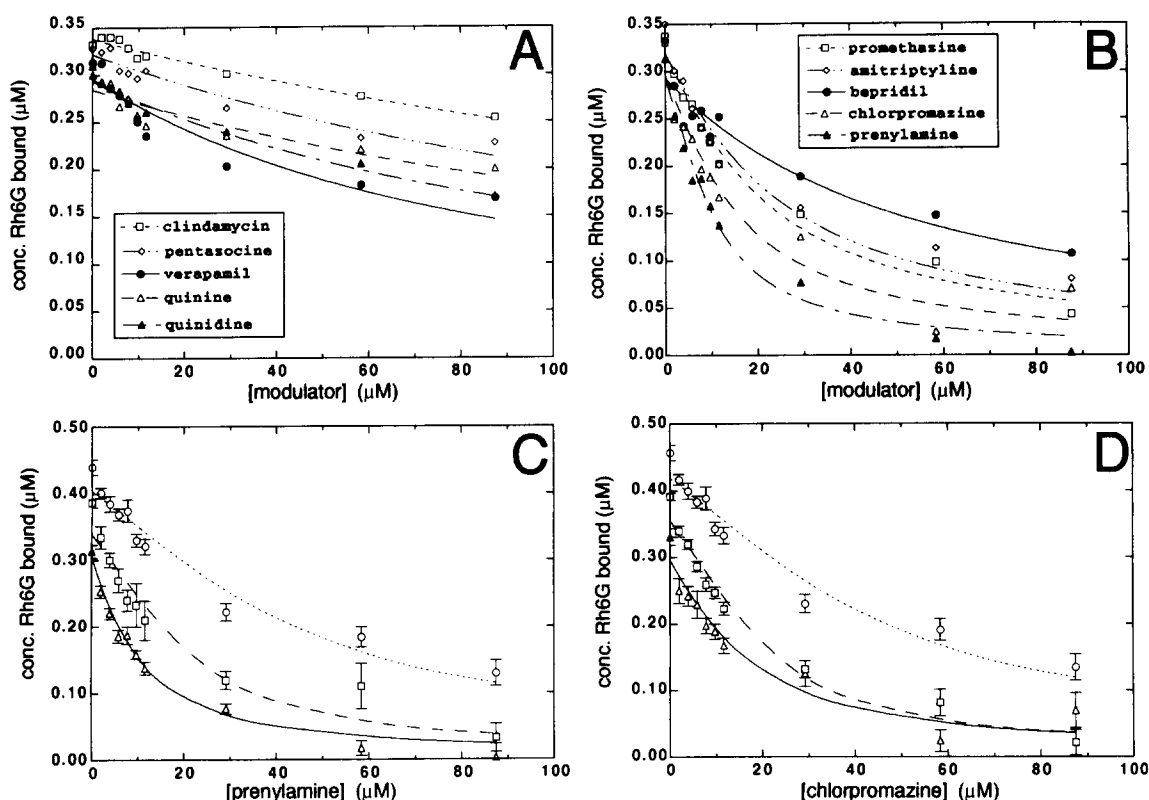 A
conc. Rh6G bound (μM)
0.35
0.30
0.25
0.20
0.15
0.10
0.05
0.00
clindamycin
pentasocine
verapamil
quinine
quinidine
0 20 40 60 80 100
[modulator] (μM)
B
conc. Rh6G bound (μM)
0.35
0.30
0.25
0.20
0.15
0.10
0.05
0.00
promethazine
amitriptyline
bepridil
chlorpromazine
prenylamine
0 20 40 60 80 100
[modulator] (μM)
C
conc. Rh6G bound (μM)
0.50
0.40
0.30
0.20
0.10
0.00
0 20 40 60 80 100
[prenylamine] (μM)
D
conc. Rh6G bound (μM)
0.50
0.40
0.30
0.20
0.10
0.00
0 20 40 60 80 100
[chlorpromazine] (μM)